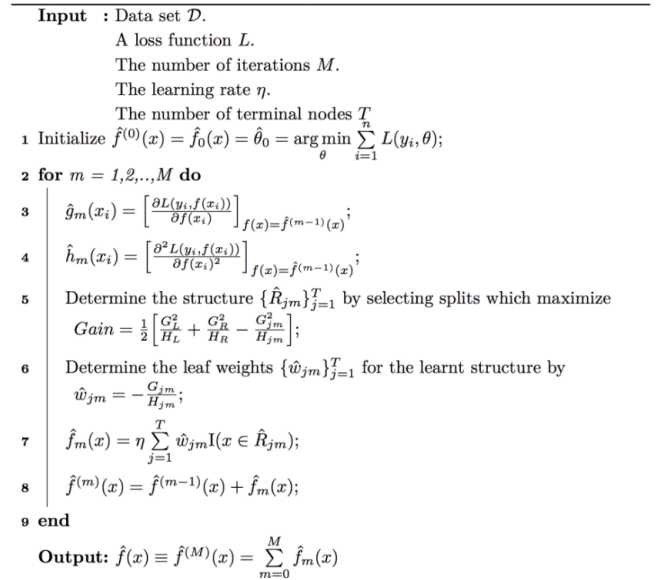 Input : Data set 𝒟.
A loss function L.
The number of iterations M.
The learning rate η.
The number of terminal nodes T
1 Initialize f̂^(0)(x) = f̂_0(x) = θ̂_0 = arg min_θ ∑_{i=1}^{n} L(y_i, θ);
2 for m = 1,2,..,M do
3 ĝ_m(x_i) = [∂L(y_i,f(x_i))/∂f(x_i)]_{f(x)=f̂^(m−1)(x)};
4 ĥ_m(x_i) = [∂²L(y_i,f(x_i))/∂f(x_i)²]_{f(x)=f̂^(m−1)(x)};
5 Determine the structure {R̂_jm}_{j=1}^{T} by selecting splits which maximize
Gain = 1/2 [G_L²/H_L + G_R²/H_R − G_jm²/H_jm];
6 Determine the leaf weights {ŵ_jm}_{j=1}^{T} for the learnt structure by
ŵ_jm = −G_jm/H_jm;
7 f̂_m(x) = η ∑_{j=1}^{T} ŵ_jm I(x ∈ R̂_jm);
8 f̂^(m)(x) = f̂^(m−1)(x) + f̂_m(x);
9 end
Output: f̂(x) ≡ f̂^(M)(x) = ∑_{m=0}^{M} f̂_m(x)